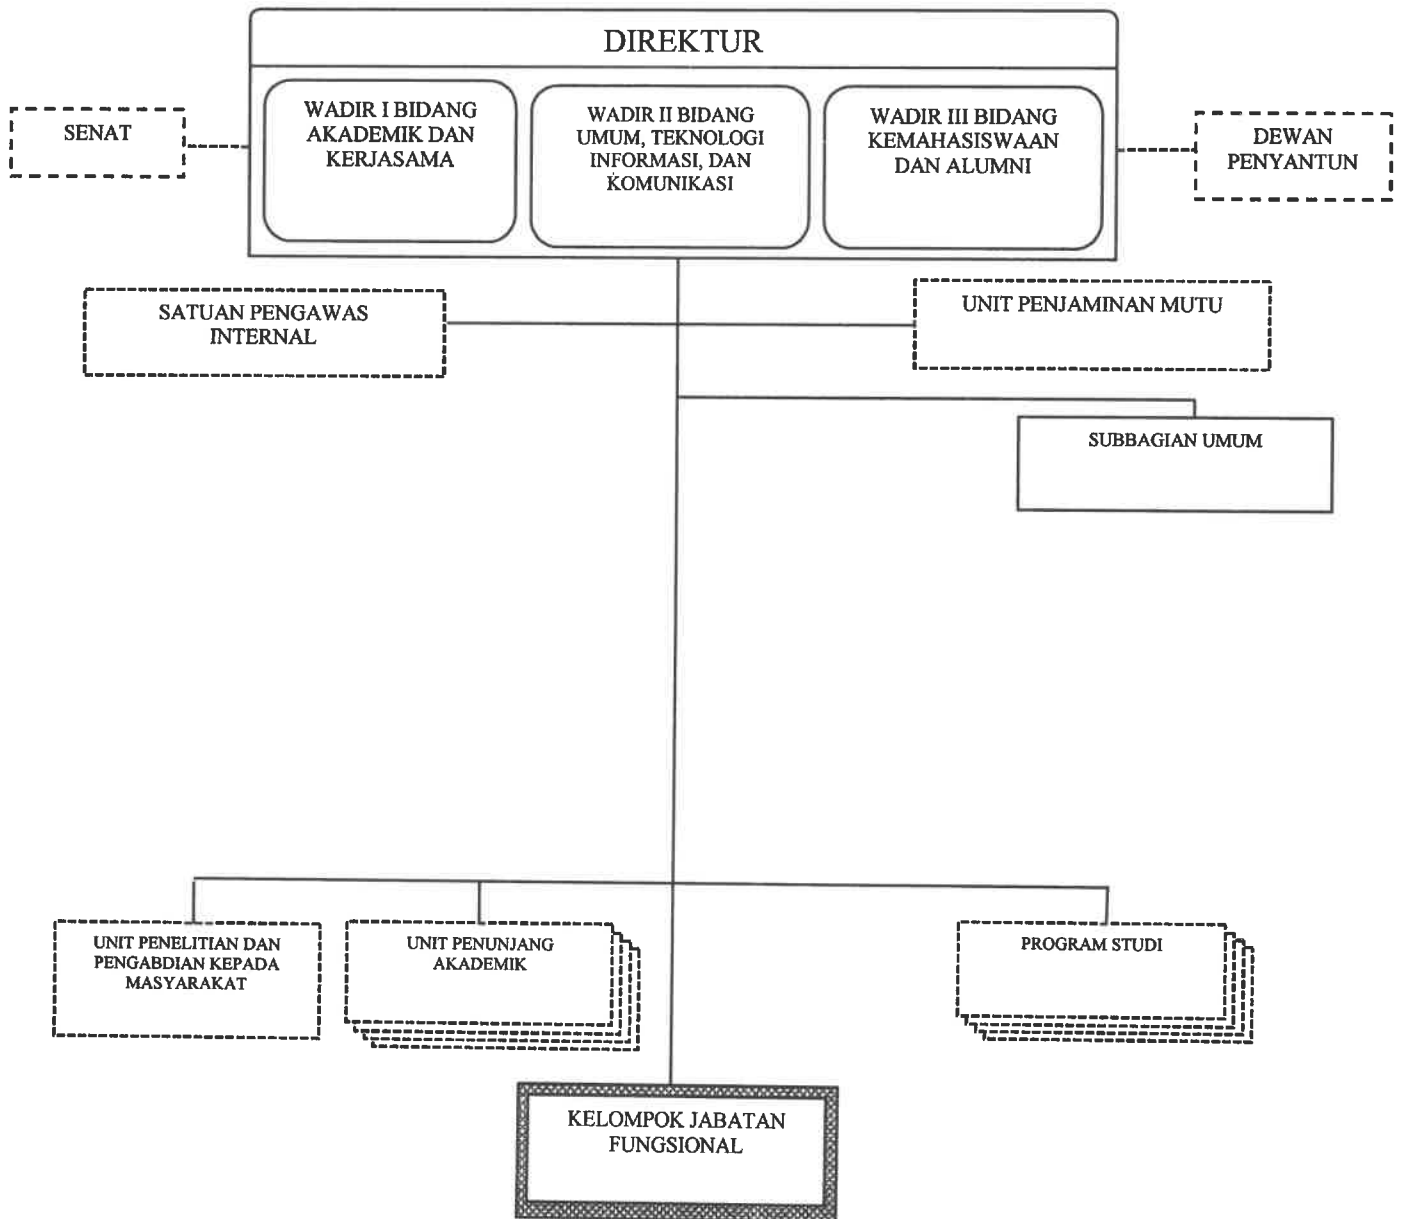 DIREKTUR
WADIR I BIDANG
AKADEMIK DAN
KERJASAMA
WADIR II BIDANG
UMUM, TEKNOLOGI
INFORMASI, DAN
KOMUNIKASI
WADIR III BIDANG
KEMAHASISWAAN
DAN ALUMNI
SENAT
DEWAN
PENYANTUN
SATUAN PENGAWAS
INTERNAL
UNIT PENJAMINAN MUTU
SUBBAGIAN UMUM
UNIT PENELITIAN DAN
PENGABDIAN KEPADA
MASYARAKAT
UNIT PENUNJANG
AKADEMIK
PROGRAM STUDI
KELOMPOK JABATAN
FUNGSIONAL